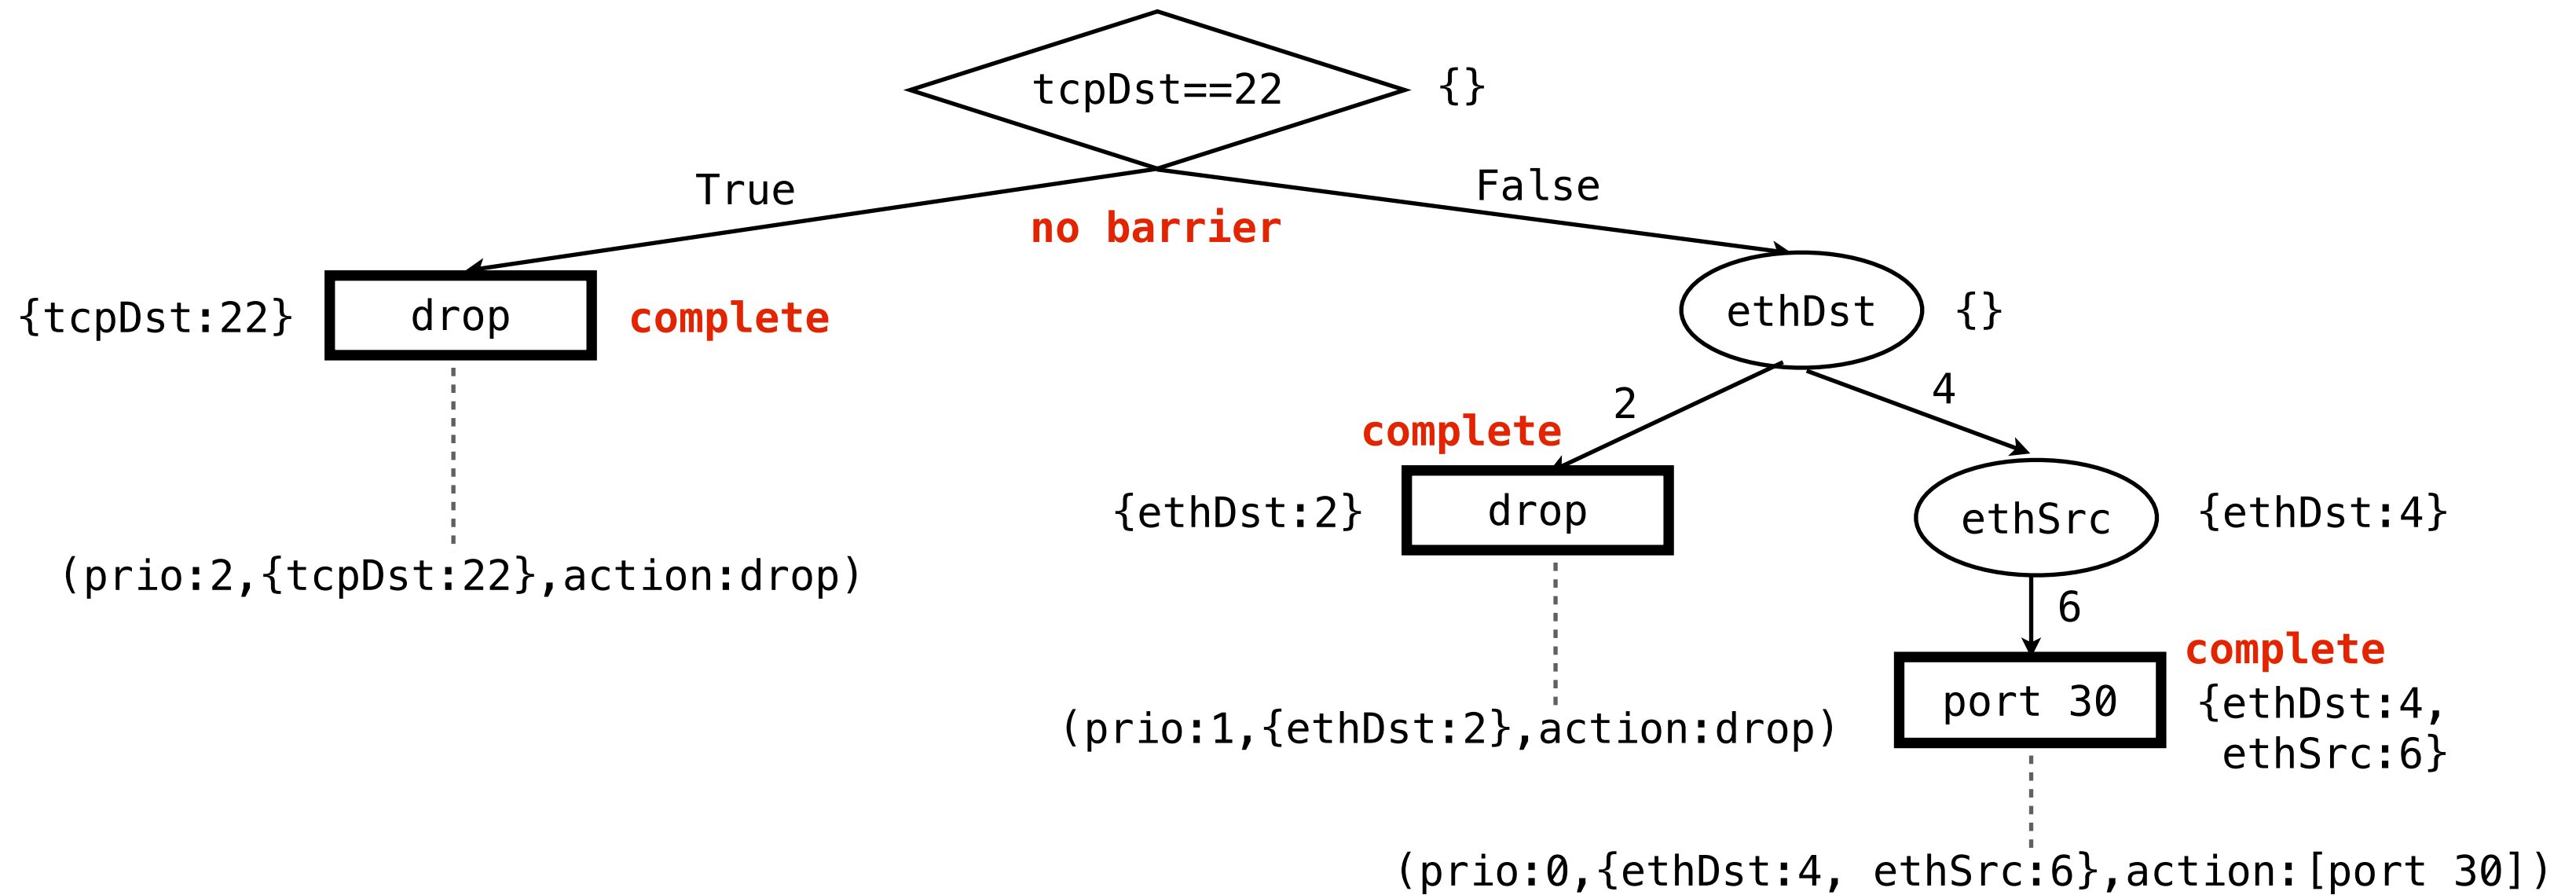 tcpDst==22 {}
True
False
no barrier
{tcpDst:22} drop complete
ethDst {}
2
4
complete
{ethDst:2} drop
ethSrc {ethDst:4}
(prio:2,{tcpDst:22},action:drop)
6
complete
port 30 {ethDst:4,
ethSrc:6}
(prio:1,{ethDst:2},action:drop)
(prio:0,{ethDst:4, ethSrc:6},action:[port 30])